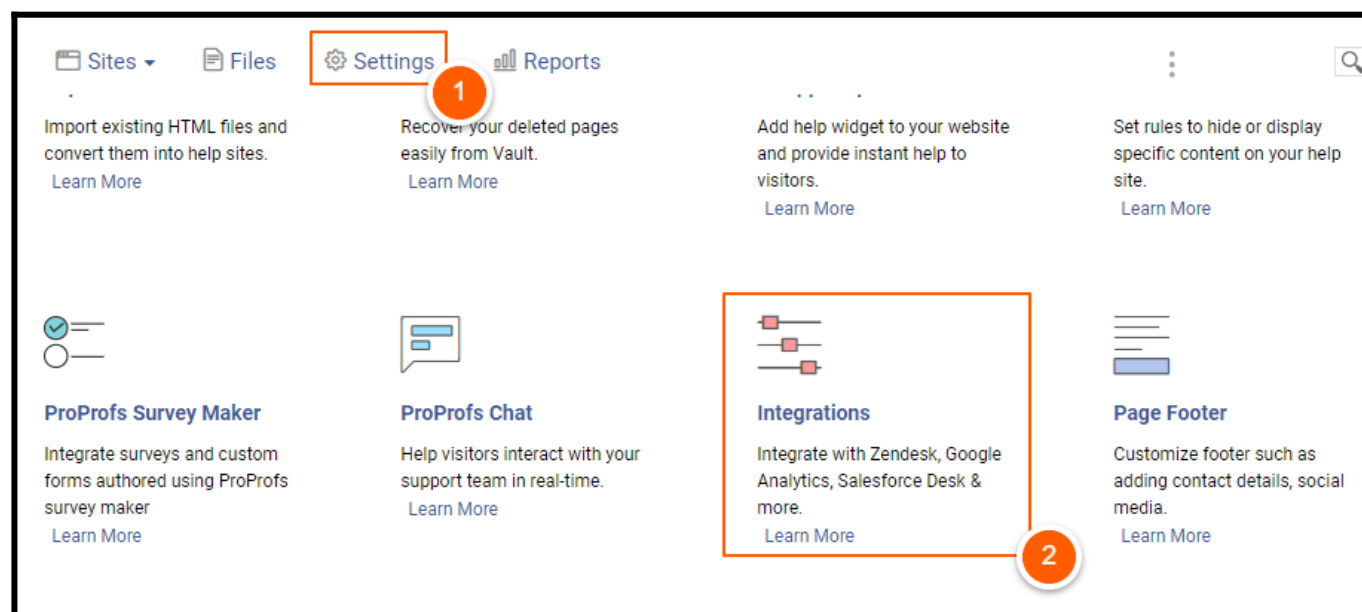 Sites Files Settings Reports
1
Import existing HTML files and
convert them into help sites.
Learn More
Recover your deleted pages
easily from Vault.
Learn More
Add help widget to your website
and provide instant help to
visitors.
Learn More
Set rules to hide or display
specific content on your help
site.
Learn More
ProProfs Survey Maker
Integrate surveys and custom
forms authored using ProProfs
survey maker
Learn More
ProProfs Chat
Help visitors interact with your
support team in real-time.
Learn More
Integrations
Integrate with Zendesk, Google
Analytics, Salesforce Desk &
more.
Learn More
2
Page Footer
Customize footer such as
adding contact details, social
media.
Learn More